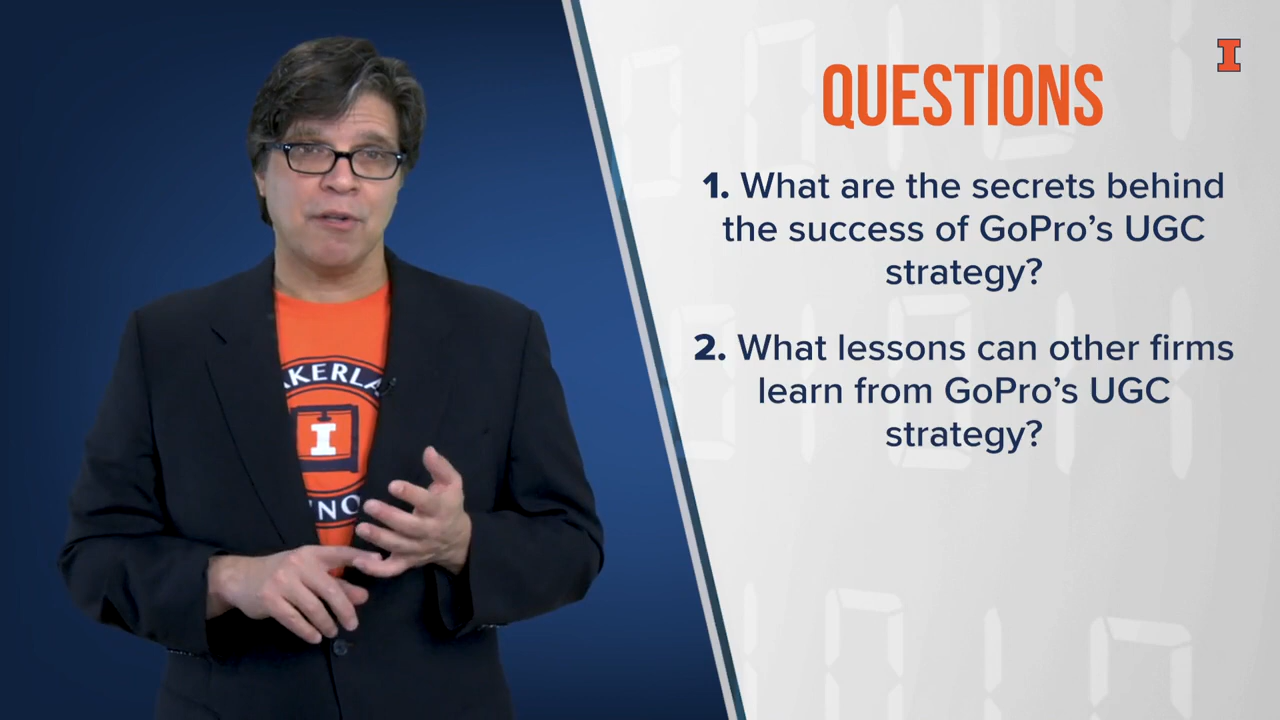 QUESTIONS
1. What are the secrets behind
the success of GoPro's UGC
strategy?
2. What lessons can other firms
learn from GoPro's UGC
strategy?
I
I